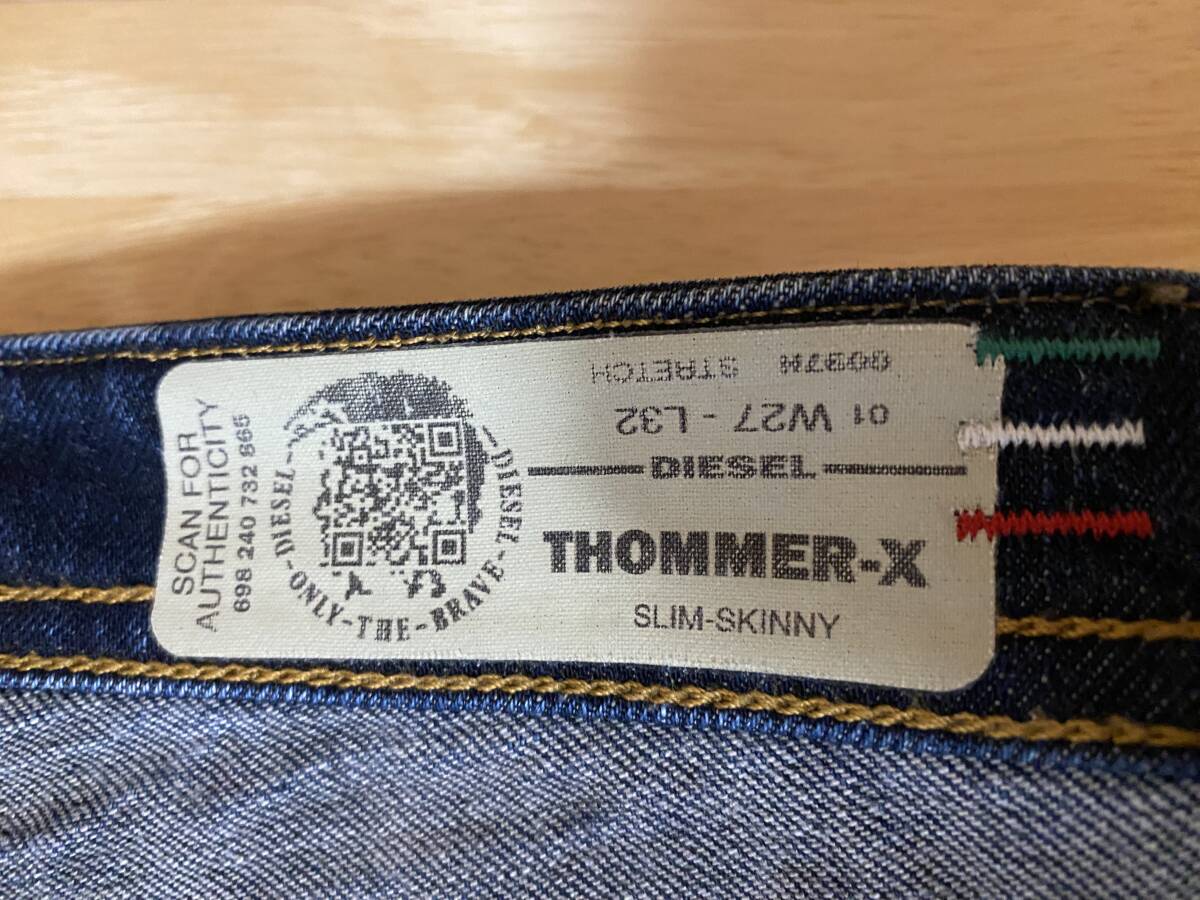 SCAN FOR
AUTHENTICITY
698 240 732 865
DIESEL-ONLY-THE-BRAVE-DIESEL
STRETCH
01 W27 - L32
DIESEL
THOMMER-X
SLIM-SKINNY